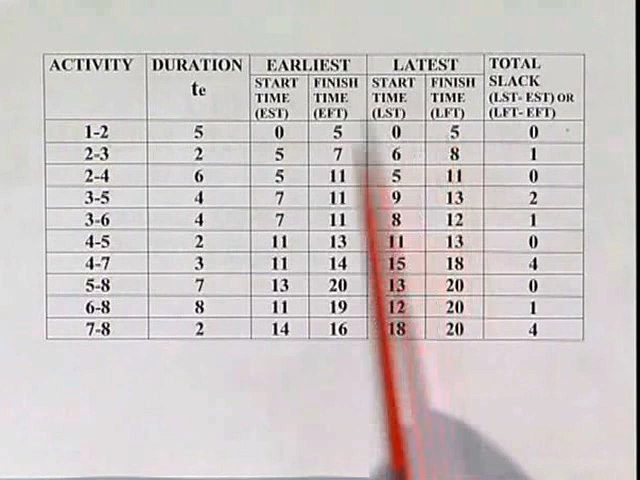 ACTIVITY DURATION te EARLIEST LATEST TOTAL SLACK (LST- EST) OR (LFT- EFT)
START TIME (EST) FINISH TIME (EFT) START TIME (LST) FINISH TIME (LFT)
1-2 5 0 5 0 5 0
2-3 2 5 7 6 8 1
2-4 6 5 11 5 11 0
3-5 4 7 11 9 13 2
3-6 4 7 11 8 12 1
4-5 2 11 13 11 13 0
4-7 3 11 14 15 18 4
5-8 7 13 20 13 20 0
6-8 8 11 19 12 20 1
7-8 2 14 16 18 20 4